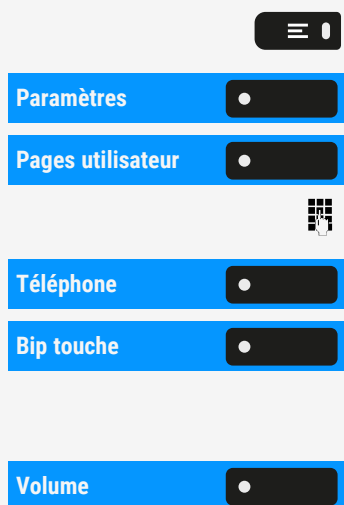 Paramètres
Pages utilisateur
Téléphone
Bip touche
Volume